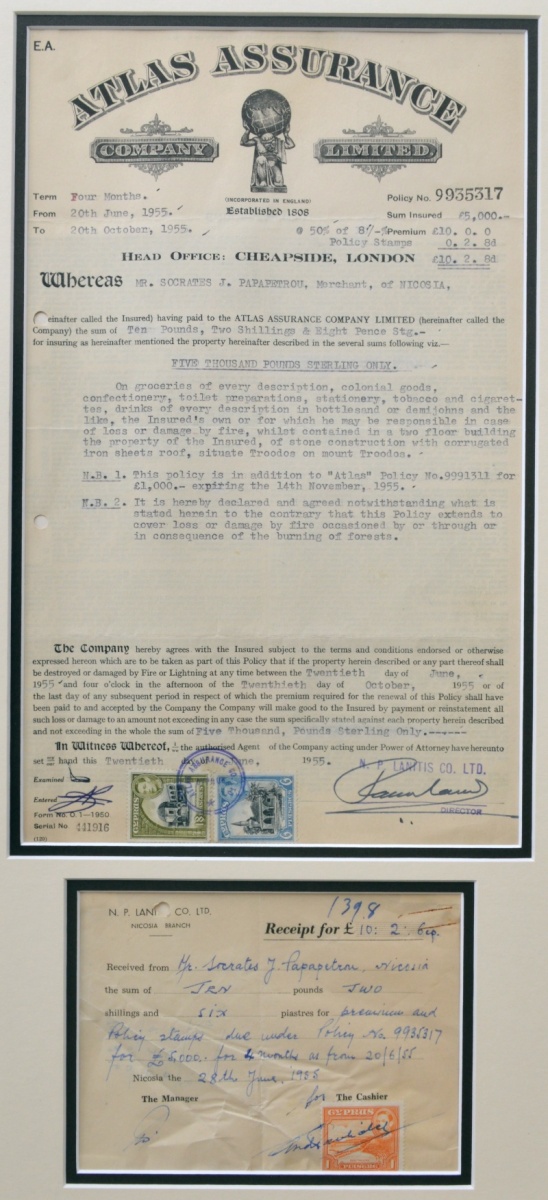 E.A.
ATLAS ASSURANCE
COMPANY LIMITED
(INCORPORATED IN ENGLAND)
Established 1808
Term Four Months.
Policy No. 9935317
From 20th June, 1955.
Sum Insured £5,000.-
To 20th October, 1955.
@ 50% of 8/-% Premium £10. 0. 0
Policy Stamps 0. 2. 8d
HEAD OFFICE: CHEAPSIDE, LONDON £10. 2. 8d
Whereas MR. SOCRATES J. PAPAPETROU, Merchant, of NICOSIA,
einafter called the Insured) having paid to the ATLAS ASSURANCE COMPANY LIMITED (hereinafter called the
Company) the sum of Ten Pounds, Two Shillings & Eight Pence Stg.-
for insuring as hereinafter mentioned the property hereinafter described in the several sums following viz.—
FIVE THOUSAND POUNDS STERLING ONLY.
On groceries of every description, colonial goods,
confectionery, toilet preparations, stationery, tobacco and cigaret-
tes, drinks of every description in bottlesand or demijohns and the
like, the Insured's own or for which he may be responsible in case
of loss or damage by fire, whilst contained in a two floor building
the property of the Insured, of stone construction with corrugated
iron sheets roof, situate Troodos on mount Troodos.
N.B. 1. This policy is in addition to "Atlas" Policy No.9991311 for
£1,000.- expiring the 14th November, 1955.
N.B. 2. It is hereby declared and agreed notwithstanding what is
stated herein to the contrary that this Policy extends to
cover loss or damage by fire occasioned by or through or
in consequence of the burning of forests.
The Company hereby agrees with the Insured subject to the terms and conditions endorsed or otherwise
expressed hereon which are to be taken as part of this Policy that if the property herein described or any part thereof shall
be destroyed or damaged by Fire or Lightning at any time between the Twentieth day of June,
1955 and four o'clock in the afternoon of the Twenthieth day of October, 1955 or of
the last day of any subsequent period in respect of which the premium required for the renewal of this Policy shall have
been paid to and accepted by the Company the Company will make good to the Insured by payment or reinstatement all
such loss or damage to an amount not exceeding in any case the sum specifically stated against each property herein described
and not exceeding in the whole the sum of Five Thousand, Pounds Sterling Only.------
In Witness Whereof, the authorised Agent of the Company acting under Power of Attorney have hereunto
set hand this Twentieth day of June, 1955.
N. P. LANITIS CO. LTD.
Examined
Entered
DIRECTOR
Form No. O. 1—1950
Serial No 441916
(120)
CYPRUS
N. P. LANITIS CO. LTD.
NICOSIA BRANCH
1398
Receipt for £ 10: 2: 6cp.
Received from Mr. Socrates J. Papapetrou, Nicosia
the sum of TEN pounds TWO
shillings and SIX piastres for premium and
Policy stamps due under Policy No. 9935317
for £5000 for 4 months as from 20/6/55
Nicosia the 28th June, 1955
The Manager for The Cashier
CYPRUS